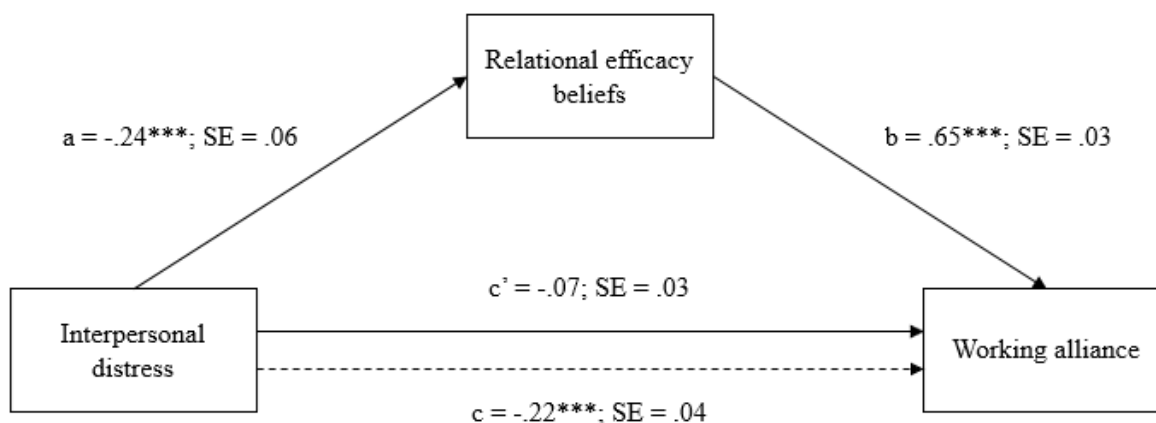 Relational efficacy
beliefs
a = -.24***; SE = .06
b = .65***; SE = .03
c’ = -.07; SE = .03
Interpersonal
distress
Working alliance
c = -.22***; SE = .04